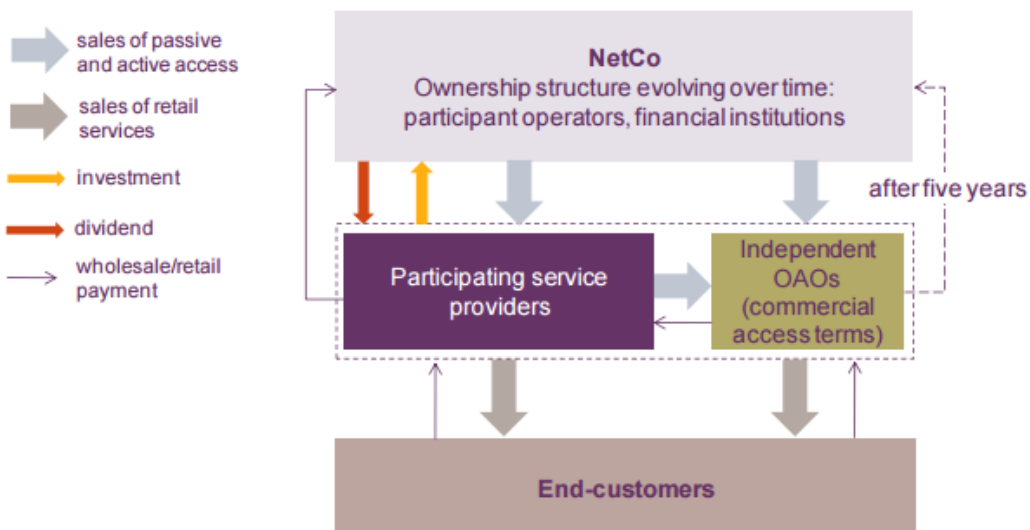 sales of passive
and active access
sales of retail
services
investment
dividend
wholesale/retail
payment
NetCo
Ownership structure evolving over time:
participant operators, financial institutions
after five years
Participating service
providers
Independent
OAOs
(commercial
access terms)
End-customers